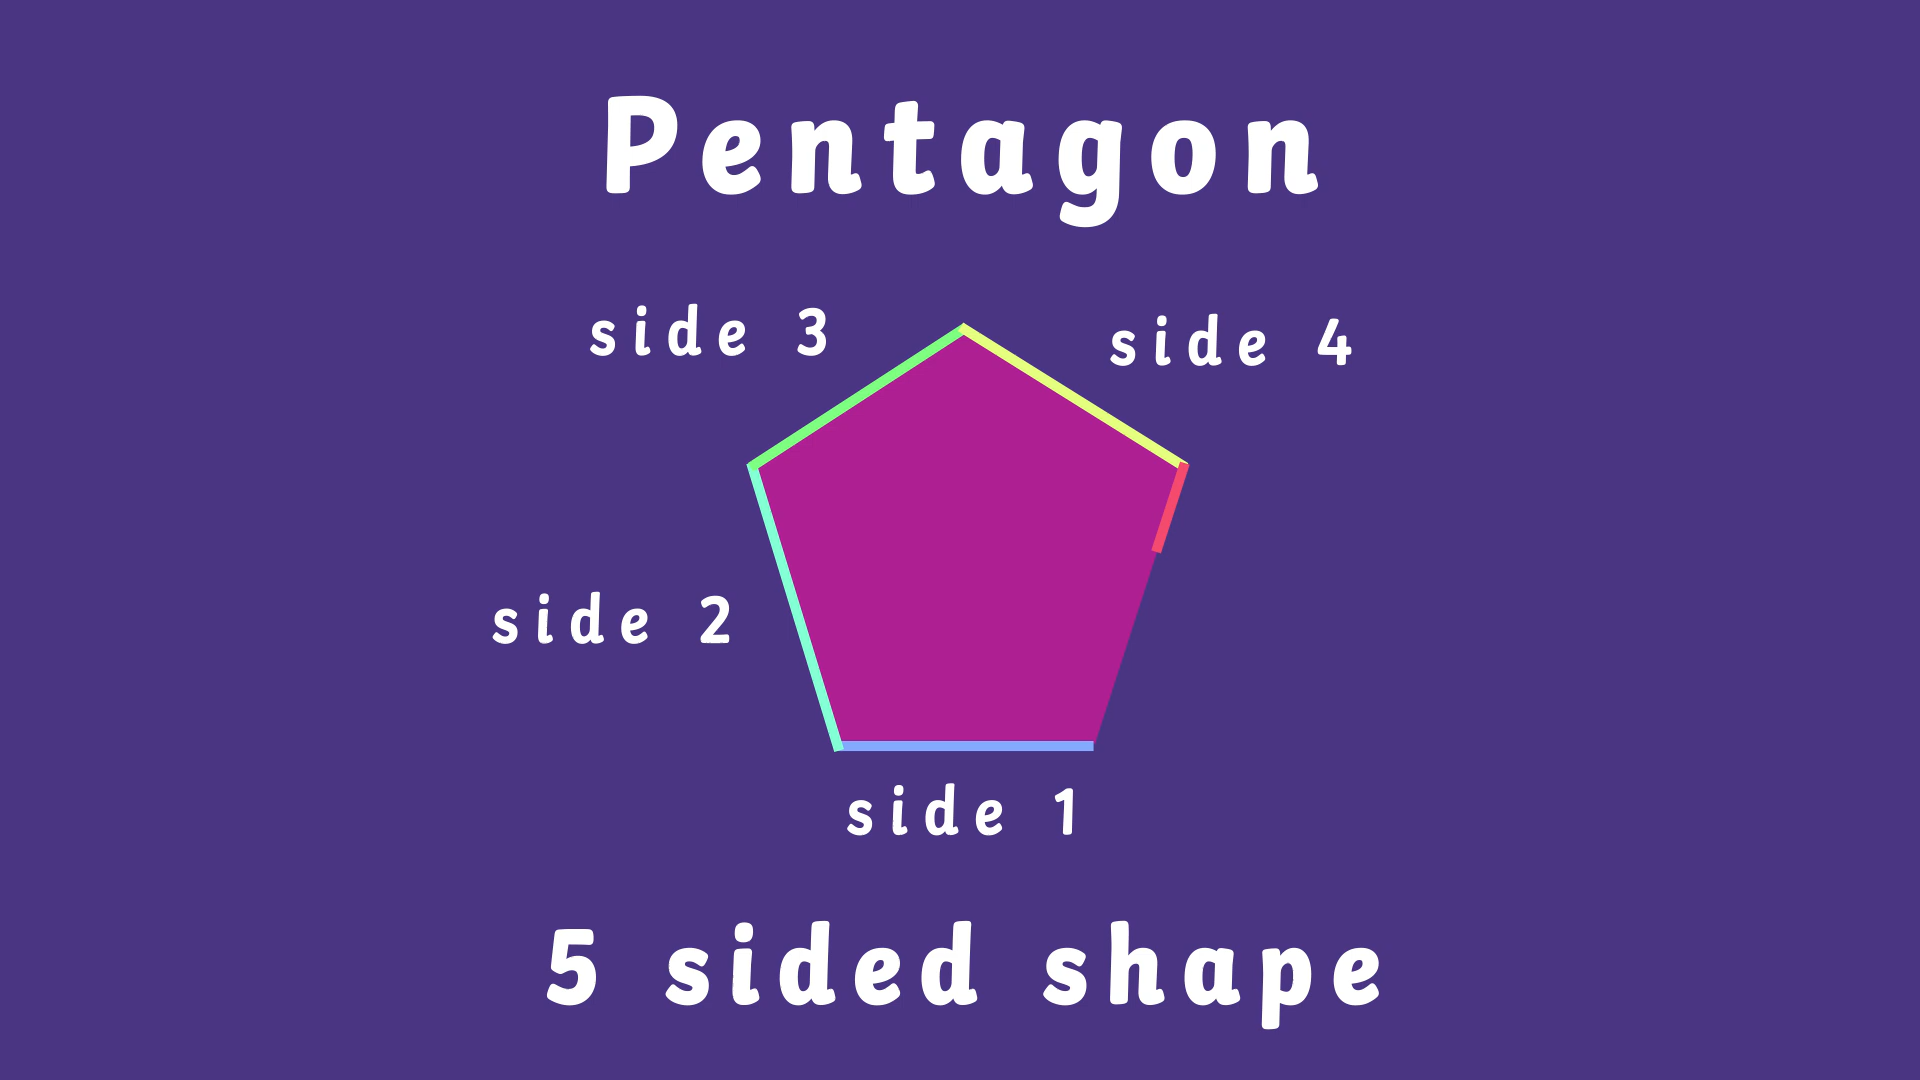 Pentagon
side 3
side 4
side 2
side 1
5 sided shape